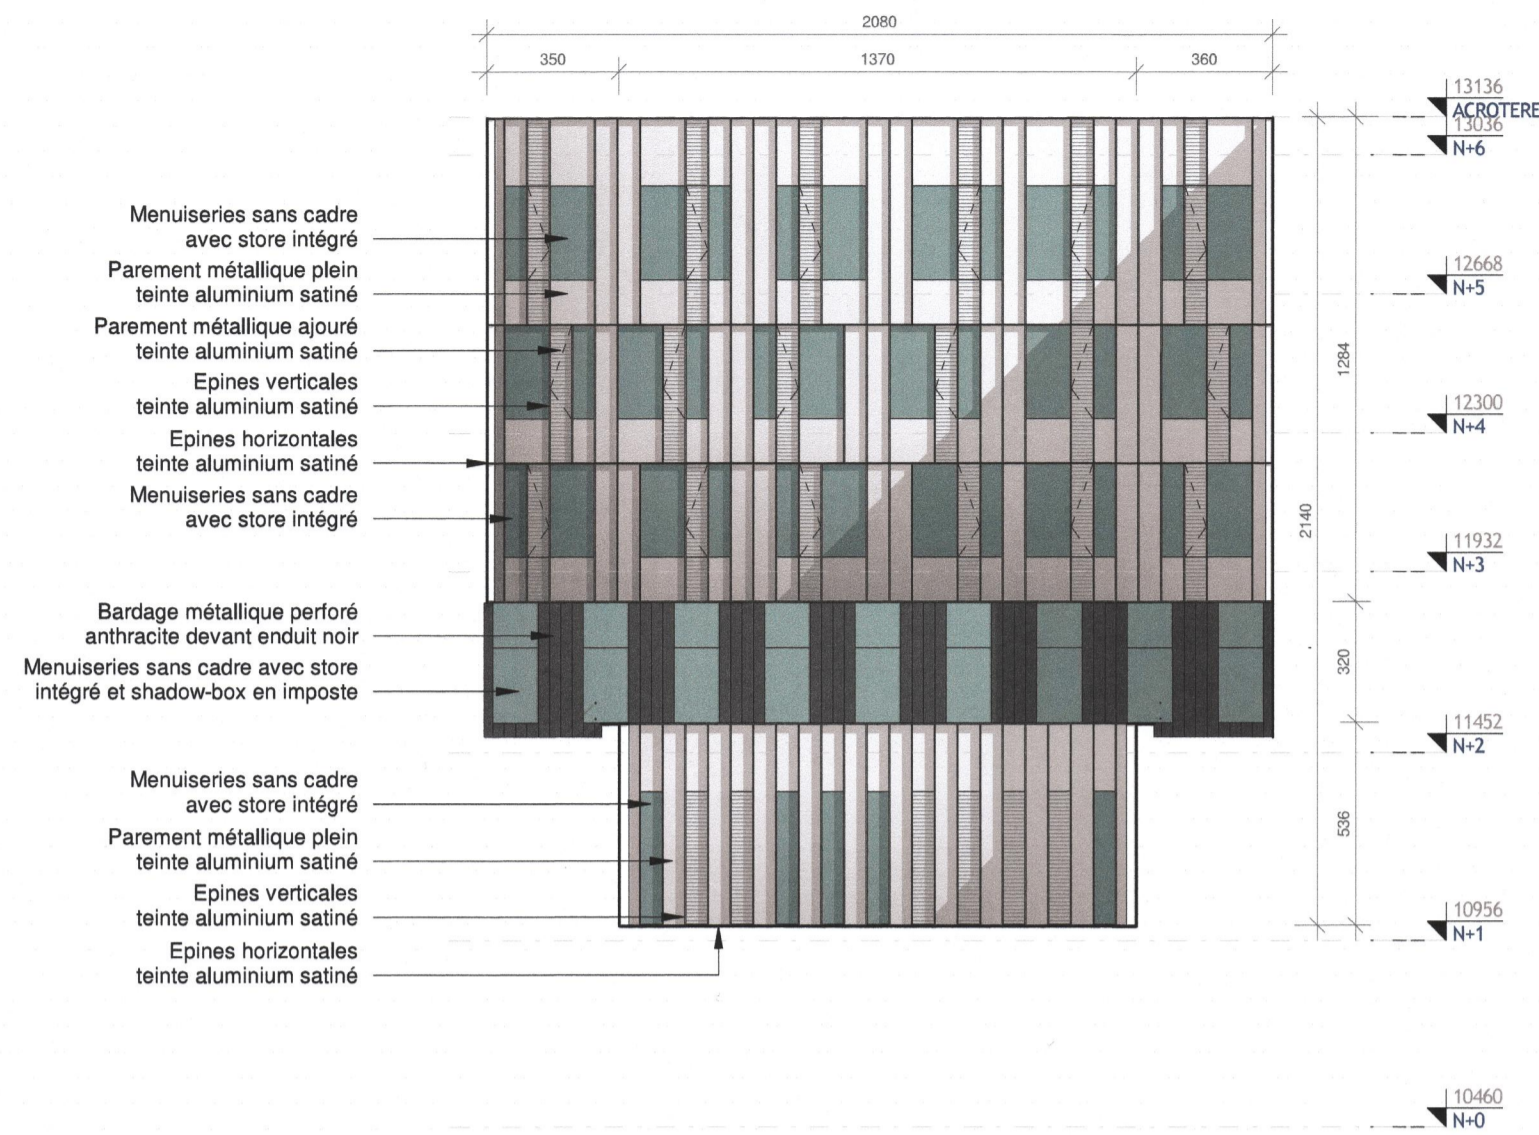 2080
350
1370
360
13136
ACROTERE
13036
N+6
Menuiseries sans cadre
avec store intégré
Parement métallique plein
teinte aluminium satiné
12668
N+5
Parement métallique ajouré
teinte aluminium satiné
1284
Epines verticales
teinte aluminium satiné
12300
N+4
Epines horizontales
teinte aluminium satiné
Menuiseries sans cadre
avec store intégré
2140
11932
N+3
Bardage métallique perforé
anthracite devant enduit noir
320
Menuiseries sans cadre avec store
intégré et shadow-box en imposte
11452
N+2
Menuiseries sans cadre
avec store intégré
536
Parement métallique plein
teinte aluminium satiné
Epines verticales
teinte aluminium satiné
10956
N+1
Epines horizontales
teinte aluminium satiné
10460
N+0